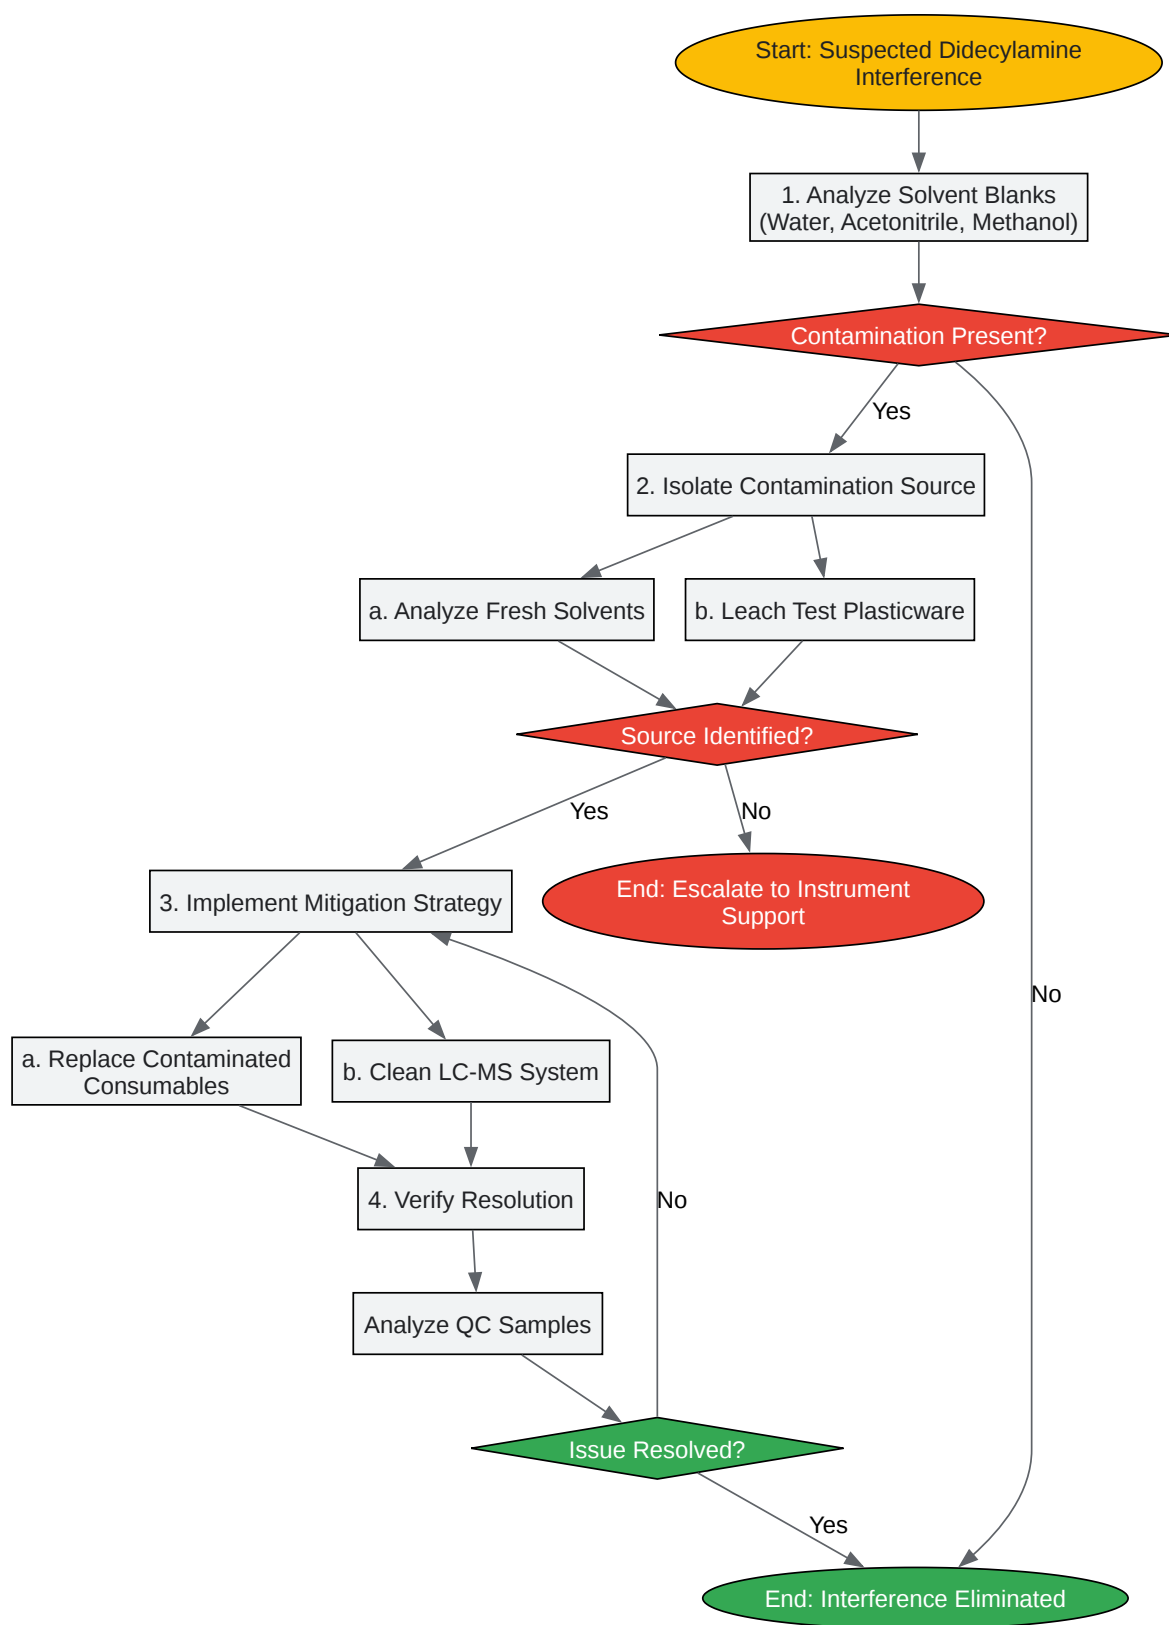 Start: Suspected Didecylamine
Interference
1. Analyze Solvent Blanks
(Water, Acetonitrile, Methanol)
Contamination Present?
Yes
2. Isolate Contamination Source
a. Analyze Fresh Solvents
b. Leach Test Plasticware
Source Identified?
Yes
No
3. Implement Mitigation Strategy
End: Escalate to Instrument
Support
No
a. Replace Contaminated
Consumables
b. Clean LC-MS System
4. Verify Resolution
No
Analyze QC Samples
Issue Resolved?
Yes
End: Interference Eliminated